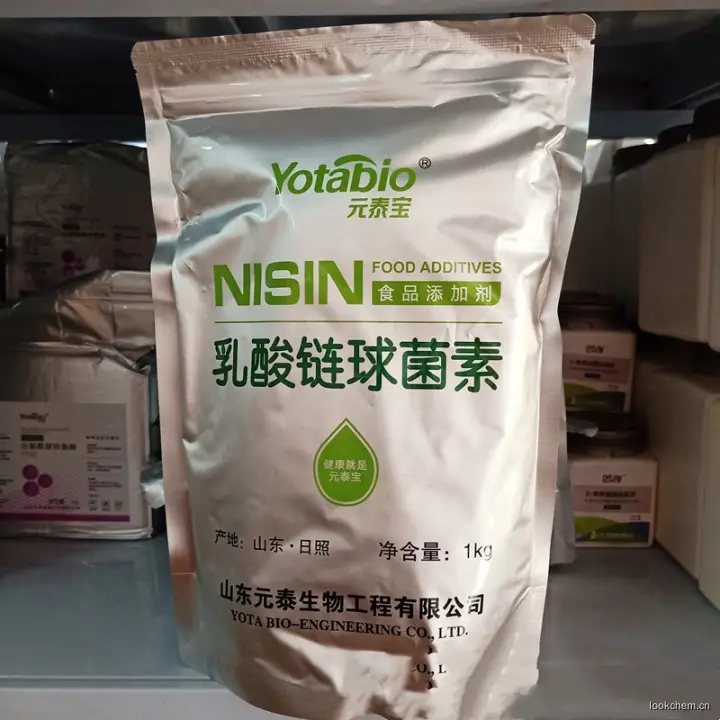 Yotabio®
元泰宝
NISIN
FOOD ADDITIVES
食品添加剂
乳酸链球菌素
健康就是
元泰宝
产地：山东·日照
净含量：1kg
山东元泰生物工程有限公司
YOTA BIO-ENGINEERING CO., LTD.
CO., L
Yotabio
lookchem.cn